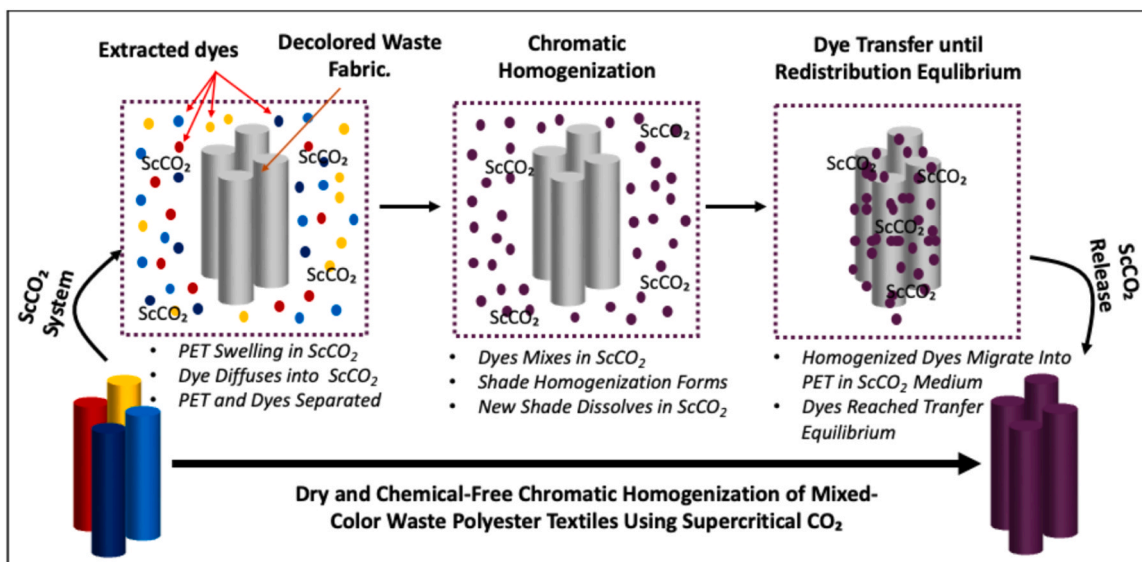 Extracted dyes
Decolored Waste
Fabric.
Chromatic
Homogenization
Dye Transfer until
Redistribution Equlibrium
ScCO₂
ScCO₂
ScCO₂
ScCO₂
ScCO₂
ScCO₂
ScCO₂
ScCO₂
ScCO₂
ScCO₂
ScCO₂
ScCO₂
ScCO₂
System
ScCO₂
Release
• PET Swelling in ScCO₂
• Dye Diffuses into ScCO₂
• PET and Dyes Separated
• Dyes Mixes in ScCO₂
• Shade Homogenization Forms
• New Shade Dissolves in ScCO₂
• Homogenized Dyes Migrate Into
PET in ScCO₂ Medium
• Dyes Reached Tranfer
Equilibrium
Dry and Chemical-Free Chromatic Homogenization of Mixed-
Color Waste Polyester Textiles Using Supercritical CO₂